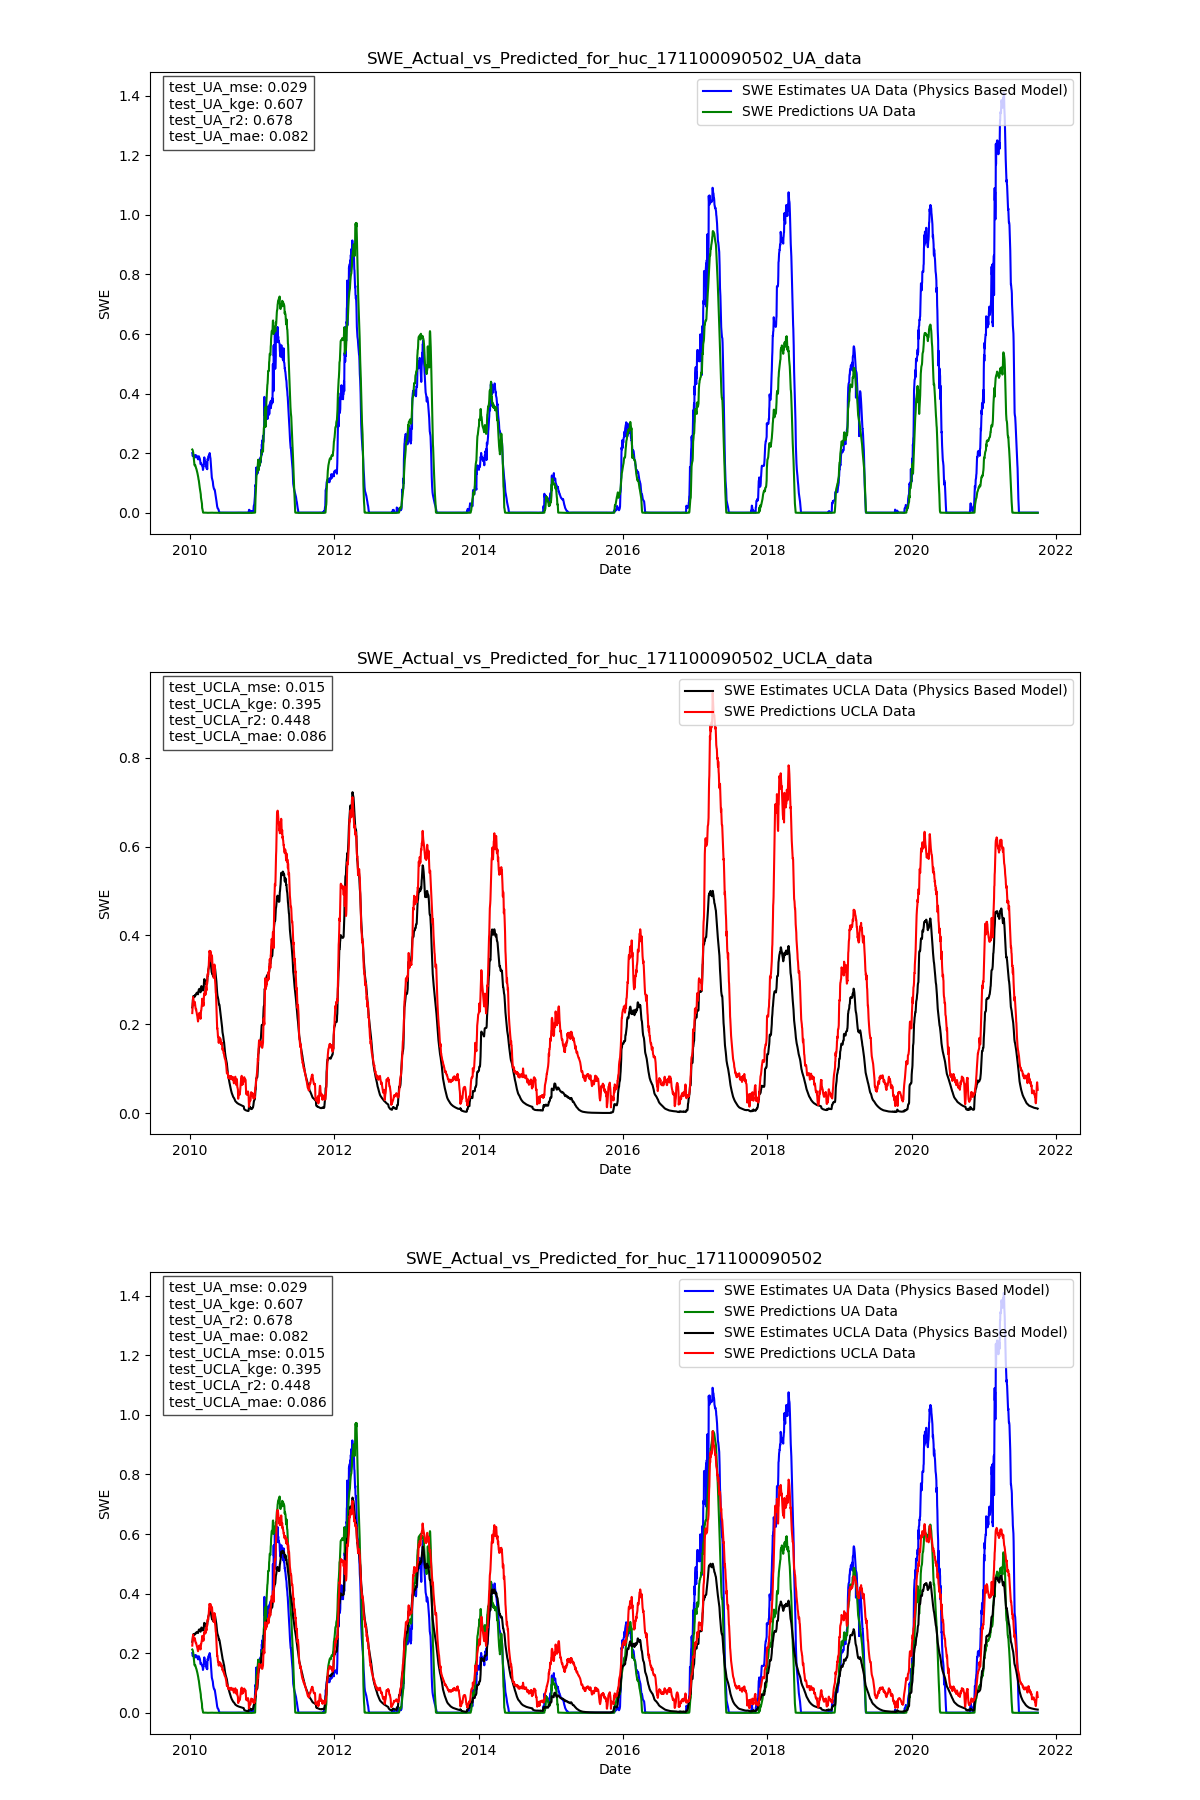 SWE_Actual_vs_Predicted_for_huc_171100090502_UA_data
test_UA_mse: 0.029
test_UA_kge: 0.607
test_UA_r2: 0.678
test_UA_mae: 0.082
SWE Estimates UA Data (Physics Based Model)
SWE Predictions UA Data
1.4
1.2
1.0
0.8
0.6
0.4
0.2
0.0
SWE
2010 2012 2014 2016 2018 2020 2022
Date
SWE_Actual_vs_Predicted_for_huc_171100090502_UCLA_data
test_UCLA_mse: 0.015
test_UCLA_kge: 0.395
test_UCLA_r2: 0.448
test_UCLA_mae: 0.086
SWE Estimates UCLA Data (Physics Based Model)
SWE Predictions UCLA Data
0.8
0.6
0.4
0.2
0.0
SWE
2010 2012 2014 2016 2018 2020 2022
Date
SWE_Actual_vs_Predicted_for_huc_171100090502
test_UA_mse: 0.029
test_UA_kge: 0.607
test_UA_r2: 0.678
test_UA_mae: 0.082
test_UCLA_mse: 0.015
test_UCLA_kge: 0.395
test_UCLA_r2: 0.448
test_UCLA_mae: 0.086
SWE Estimates UA Data (Physics Based Model)
SWE Predictions UA Data
SWE Estimates UCLA Data (Physics Based Model)
SWE Predictions UCLA Data
1.4
1.2
1.0
0.8
0.6
0.4
0.2
0.0
SWE
2010 2012 2014 2016 2018 2020 2022
Date